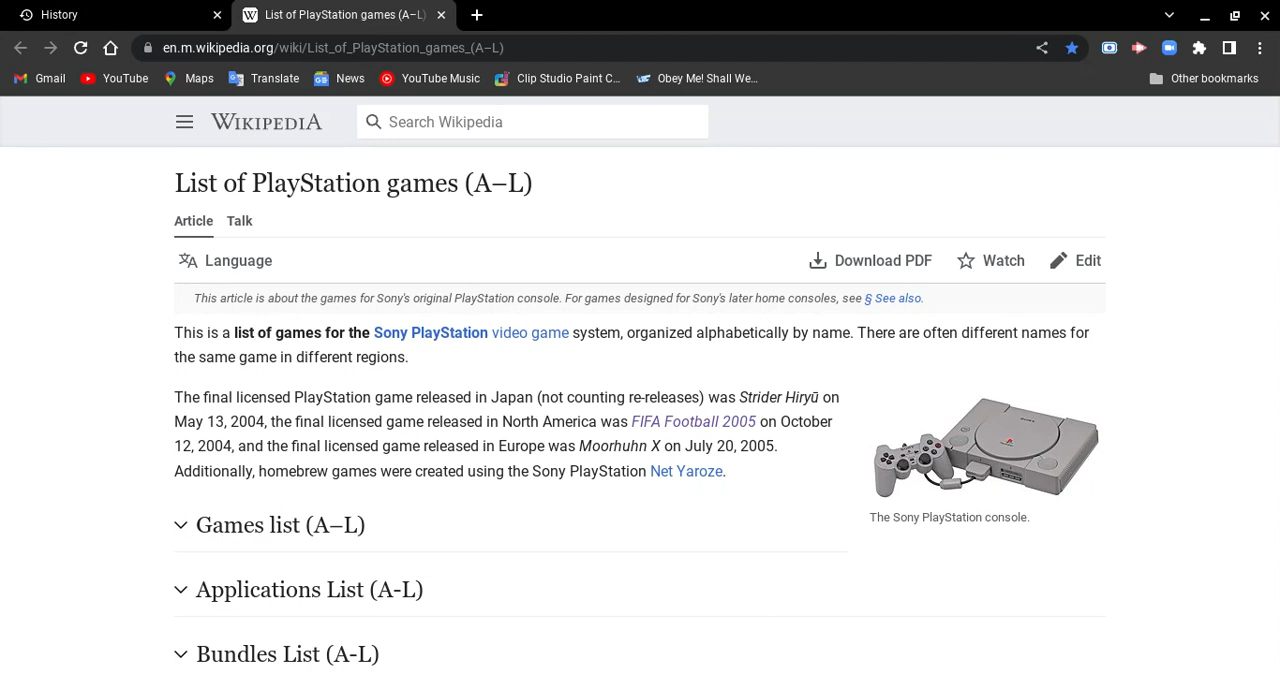 History
List of PlayStation games (A–L)
en.m.wikipedia.org/wiki/List_of_PlayStation_games_(A–L)
Gmail YouTube Maps Translate News YouTube Music Clip Studio Paint C... Obey Me! Shall We... Other bookmarks
WIKIPEDIA Search Wikipedia
List of PlayStation games (A–L)
Article Talk
Language Download PDF Watch Edit
This article is about the games for Sony's original PlayStation console. For games designed for Sony's later home consoles, see § See also.
This is a list of games for the Sony PlayStation video game system, organized alphabetically by name. There are often different names for
the same game in different regions.
The final licensed PlayStation game released in Japan (not counting re-releases) was Strider Hiryū on
May 13, 2004, the final licensed game released in North America was FIFA Football 2005 on October
12, 2004, and the final licensed game released in Europe was Moorhuhn X on July 20, 2005.
Additionally, homebrew games were created using the Sony PlayStation Net Yaroze.
The Sony PlayStation console.
Games list (A–L)
Applications List (A-L)
Bundles List (A-L)